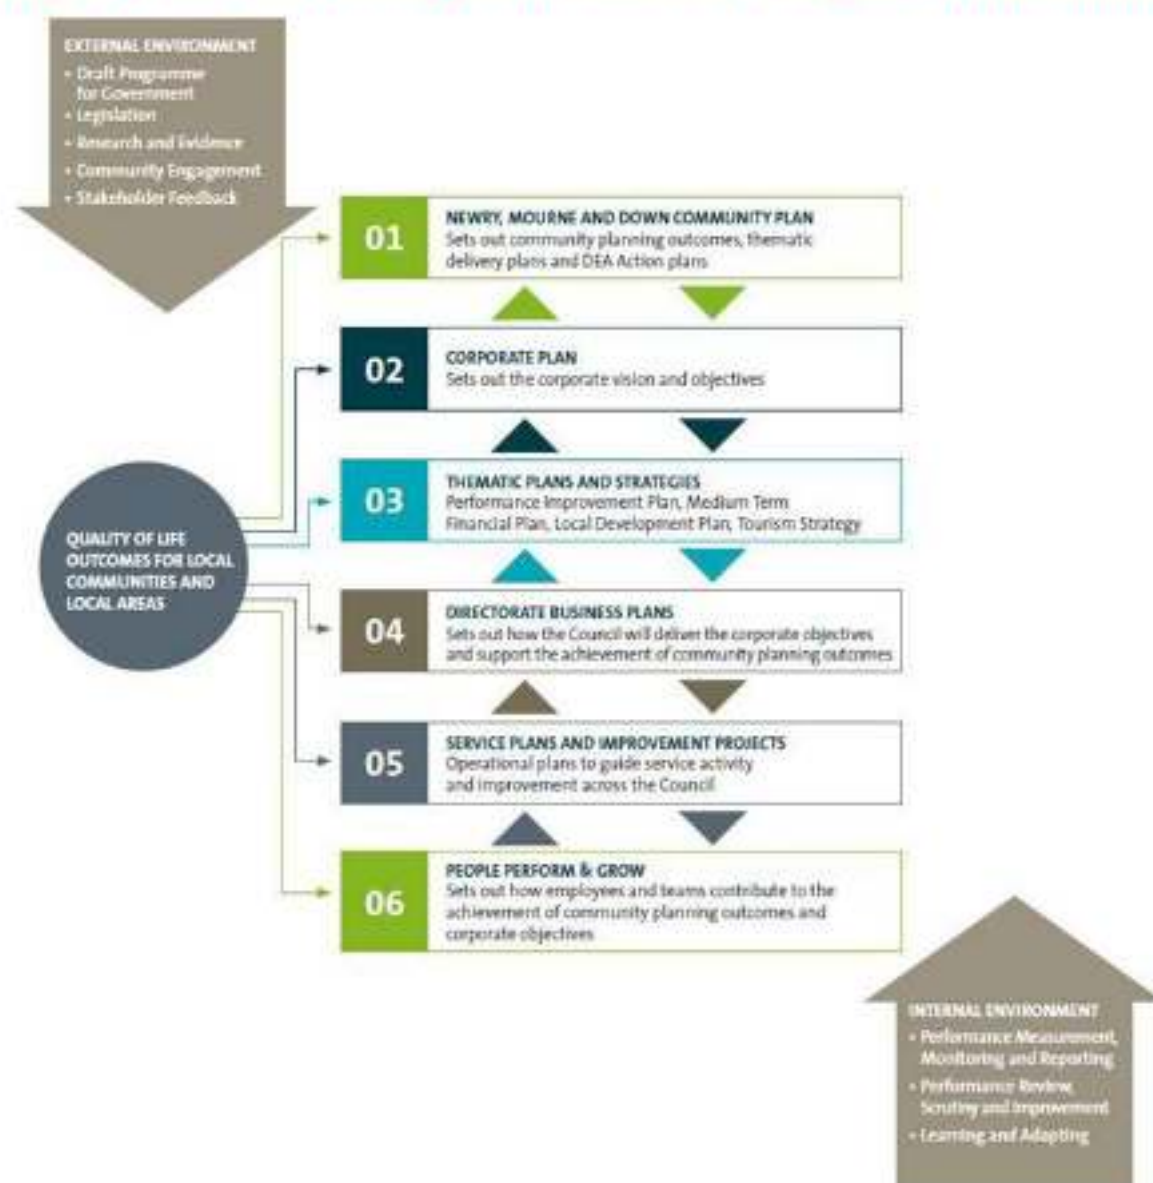 EXTERNAL ENVIRONMENT
• Draft Programme
for Government
• Legislation
• Research and Evidence
• Community Engagement
• Stakeholder Feedback
01
NEWRY, MOURNE AND DOWN COMMUNITY PLAN
Sets out community planning outcomes, thematic
delivery plans and DEA Action plans
02
CORPORATE PLAN
Sets out the corporate vision and objectives
03
THEMATIC PLANS AND STRATEGIES
Performance Improvement Plan, Medium Term
Financial Plan, Local Development Plan, Tourism Strategy
QUALITY OF LIFE
OUTCOMES FOR LOCAL
COMMUNITIES AND
LOCAL AREAS
04
DIRECTORATE BUSINESS PLANS
Sets out how the Council will deliver the corporate objectives
and support the achievement of community planning outcomes
05
SERVICE PLANS AND IMPROVEMENT PROJECTS
Operational plans to guide service activity
and improvement across the Council
06
PEOPLE PERFORM & GROW
Sets out how employees and teams contribute to the
achievement of community planning outcomes and
corporate objectives
INTERNAL ENVIRONMENT
• Performance Measurement,
Monitoring and Reporting
• Performance Review,
Scrutiny and Improvement
• Learning and Adapting